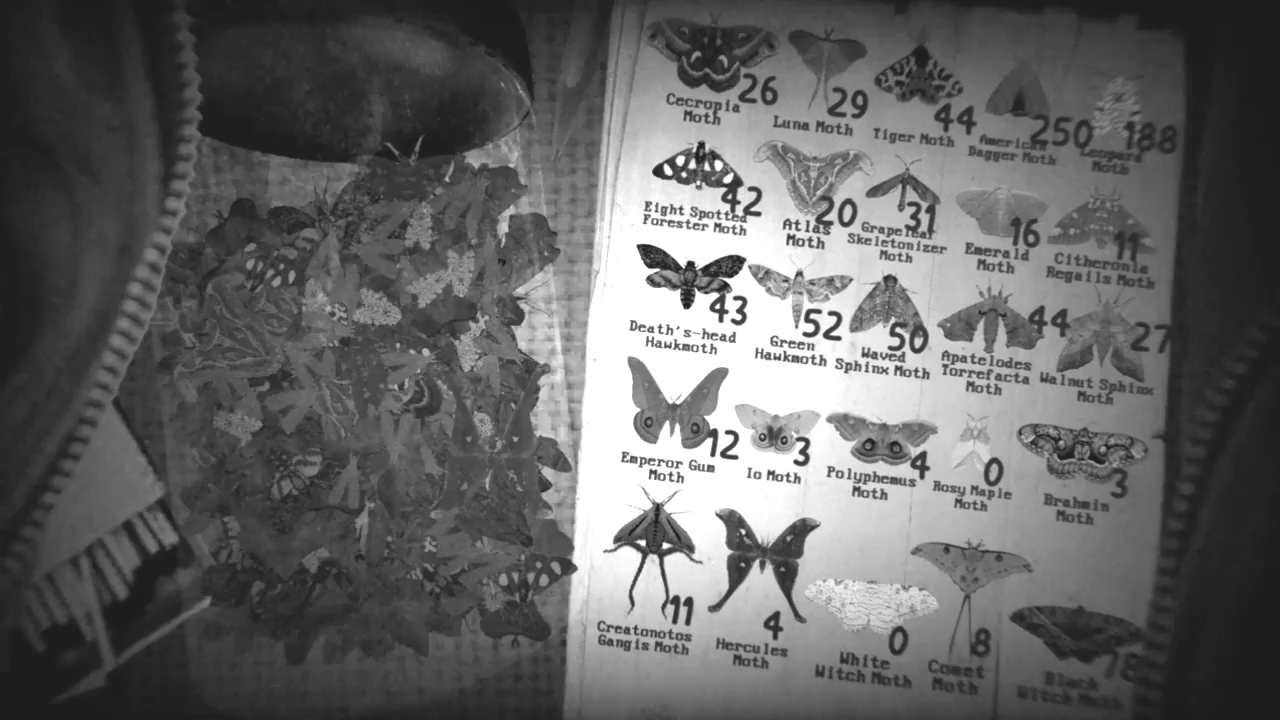 26 29 44 250 188
Cecropia Moth
Luna Moth
Tiger Moth
American Dagger Moth
Leopard Moth
42 20 31 16 11
Eight Spotted Forester Moth
Atlas Moth
Grapeleaf Skeletonizer Moth
Emerald Moth
Citheronia Regails Moth
43 52 50 44 27
Death's-head Hawkmoth
Green Hawkmoth
Waved Sphinx Moth
Apatelodes Torrefacta Moth
Walnut Sphinx Moth
12 3 4 0 3
Emperor Gum Moth
Io Moth
Polyphemus Moth
Rosy Maple Moth
Brahmin Moth
11 4 0 8
Creatonotos Gangis Moth
Hercules Moth
White Witch Moth
Comet Moth
Black Witch Moth